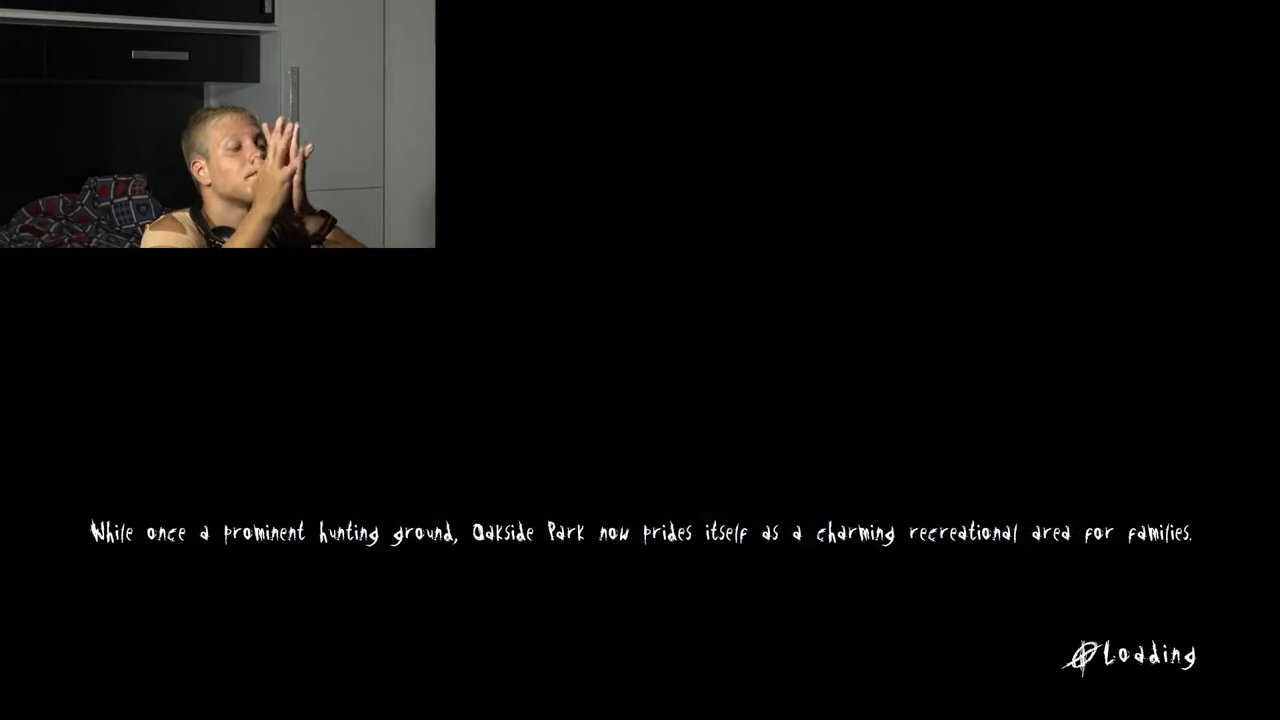 While once a prominent hunting ground, Oakside Park now prides itself as a charming recreational area for families.
Loading